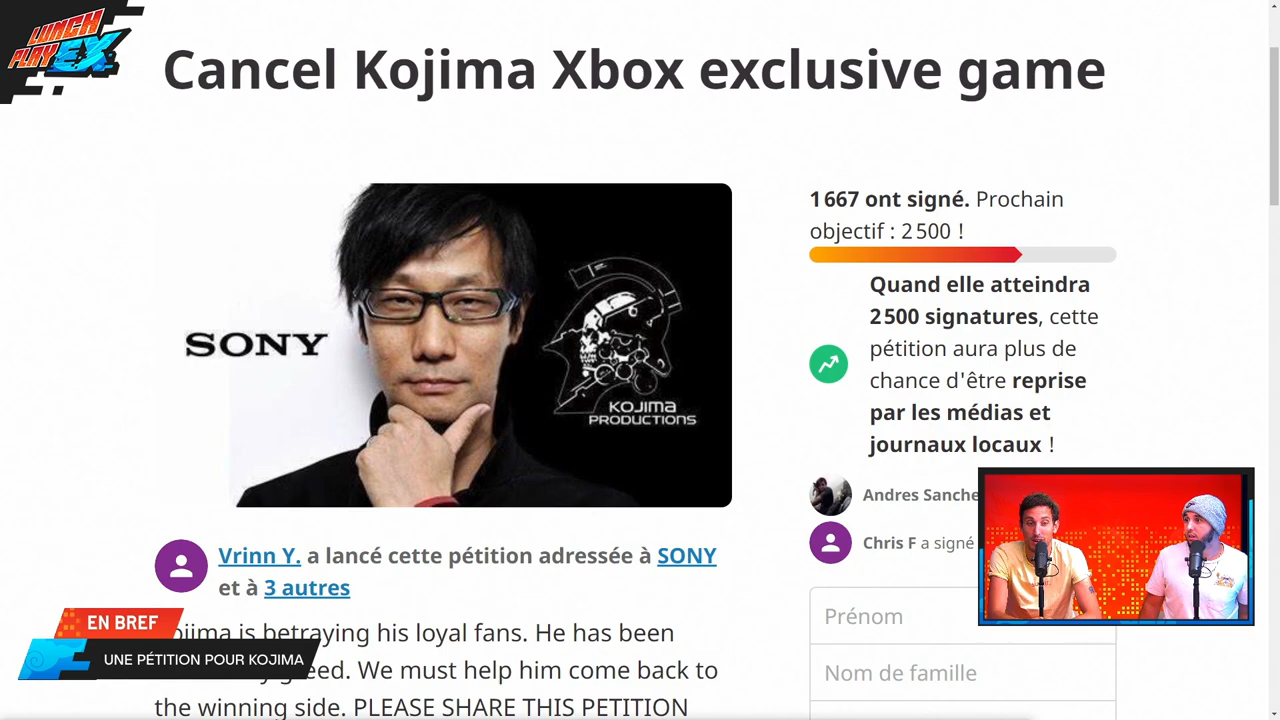 LUNCH
PLAY EX
Cancel Kojima Xbox exclusive game
SONY
KOJIMA
PRODUCTIONS
1 667 ont signé. Prochain
objectif : 2 500 !
Quand elle atteindra
2 500 signatures, cette
pétition aura plus de
chance d'être reprise
par les médias et
journaux locaux !
Andres Sanche
Chris F a signé
Prénom
Nom de famille
Vrinn Y. a lancé cette pétition adressée à SONY
et à 3 autres
Kojima is betraying his loyal fans. He has been
greed. We must help him come back to
the winning side. PLEASE SHARE THIS PETITION
EN BREF
UNE PÉTITION POUR KOJIMA